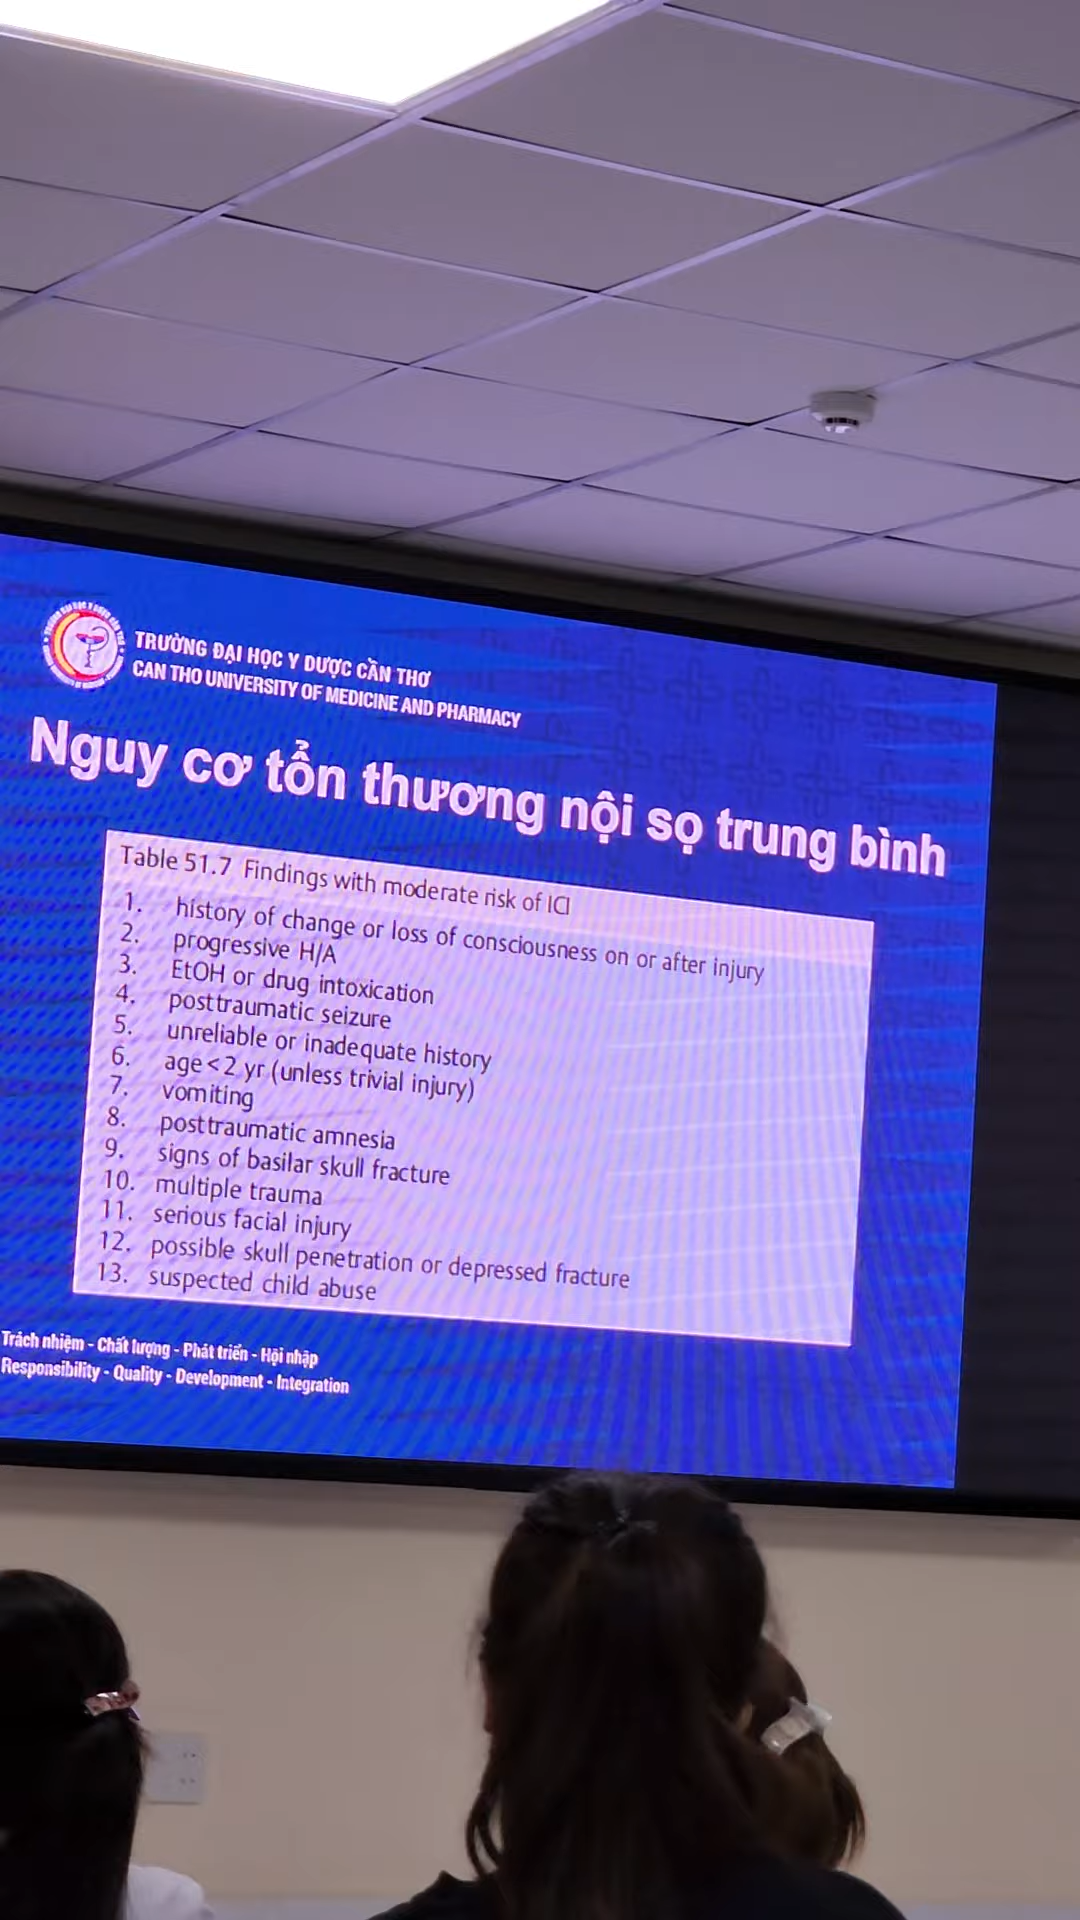 TRƯỜNG ĐẠI HỌC Y DƯỢC CẦN THƠ
CAN THO UNIVERSITY OF MEDICINE AND PHARMACY
Nguy cơ tổn thương nội sọ trung bình
Table 51.7 Findings with moderate risk of ICI
1. history of change or loss of consciousness on or after injury
2. progressive H/A
3. EtOH or drug intoxication
4. posttraumatic seizure
5. unreliable or inadequate history
6. age<2 yr (unless trivial injury)
7. vomiting
8. posttraumatic amnesia
9. signs of basilar skull fracture
10. multiple trauma
11. serious facial injury
12. possible skull penetration or depressed fracture
13. suspected child abuse
Trách nhiệm - Chất lượng - Phát triển - Hội nhập
Responsibility - Quality - Development - Integration